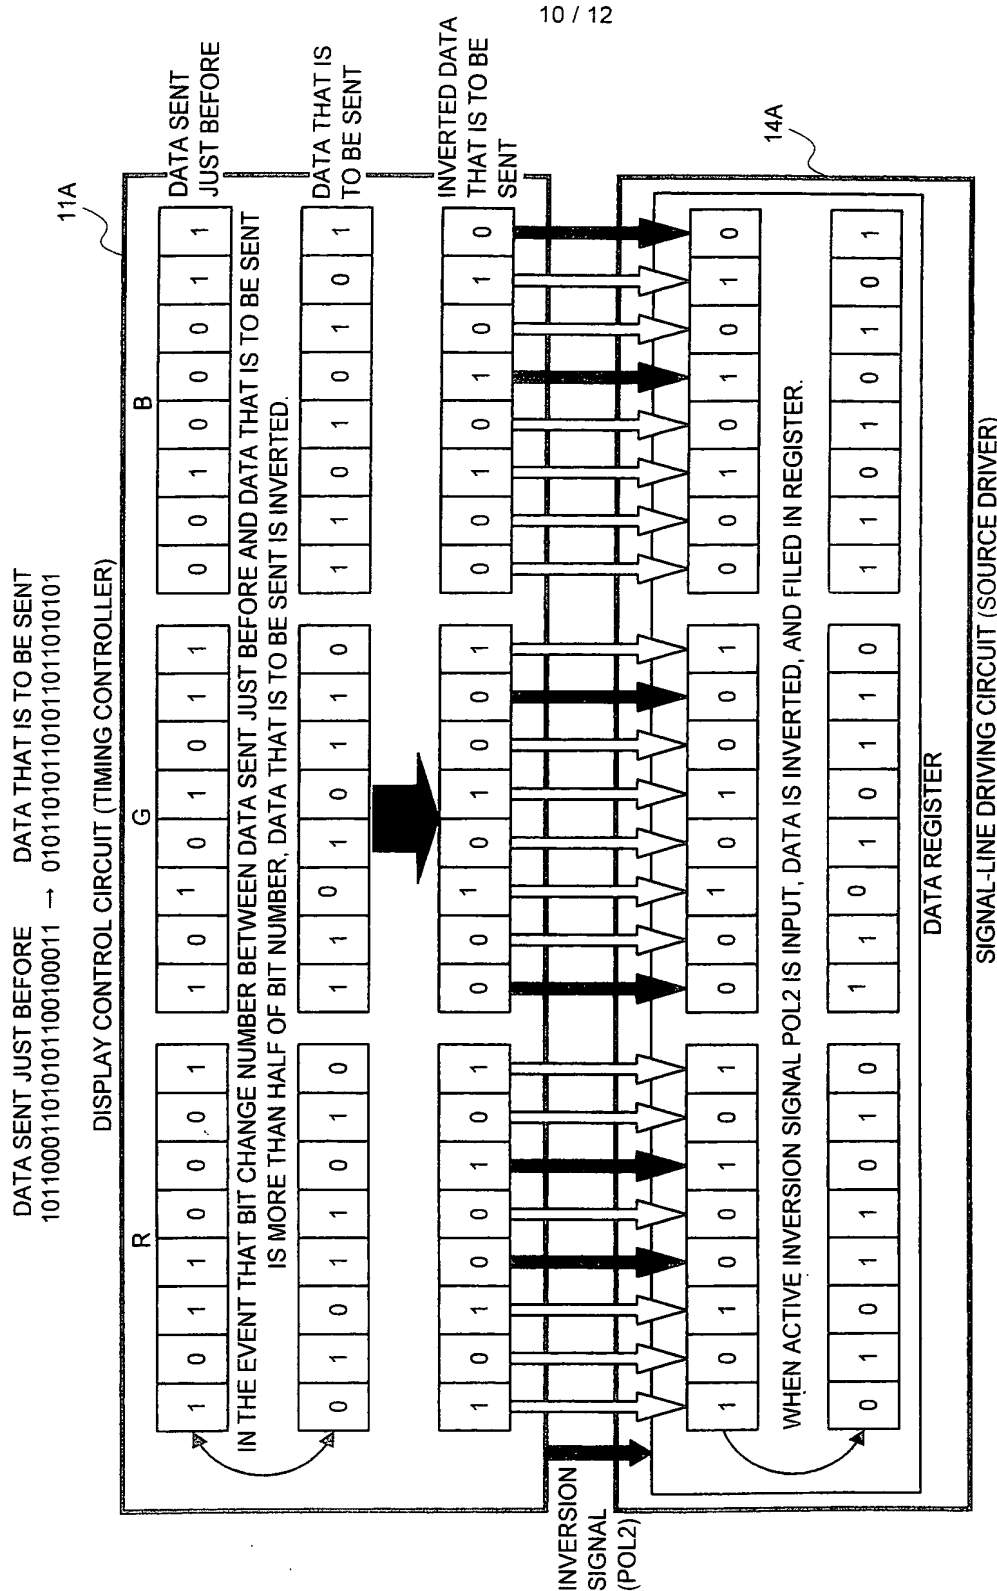 10 / 12
DATA SENT JUST BEFORE DATA THAT IS TO BE SENT
101100011010101100100011 → 010110101101011011010101
DISPLAY CONTROL CIRCUIT (TIMING CONTROLLER)
11A
R G B
1 0 1 1 0 0 0 1 1 0 1 0 1 0 1 1 0 0 1 0 0 0 1 1
DATA SENT
JUST BEFORE
IN THE EVENT THAT BIT CHANGE NUMBER BETWEEN DATA SENT JUST BEFORE AND DATA THAT IS TO BE SENT
IS MORE THAN HALF OF BIT NUMBER, DATA THAT IS TO BE SENT IS INVERTED.
0 1 0 1 1 0 1 0 1 1 0 1 0 1 1 0 1 1 0 1 0 1 0 1
DATA THAT IS
TO BE SENT
1 0 1 0 0 1 0 1 0 0 1 0 1 0 0 1 0 0 1 0 1 0 1 0
INVERTED DATA
THAT IS TO BE
SENT
INVERSION
SIGNAL
(POL2)
14A
1 0 1 0 0 1 0 1 0 0 1 0 1 0 0 1 0 0 1 0 1 0 1 0
WHEN ACTIVE INVERSION SIGNAL POL2 IS INPUT, DATA IS INVERTED, AND FILED IN REGISTER.
0 1 0 1 1 0 1 0 1 1 0 1 0 1 1 0 1 1 0 1 0 1 0 1
DATA REGISTER
SIGNAL-LINE DRIVING CIRCUIT (SOURCE DRIVER)